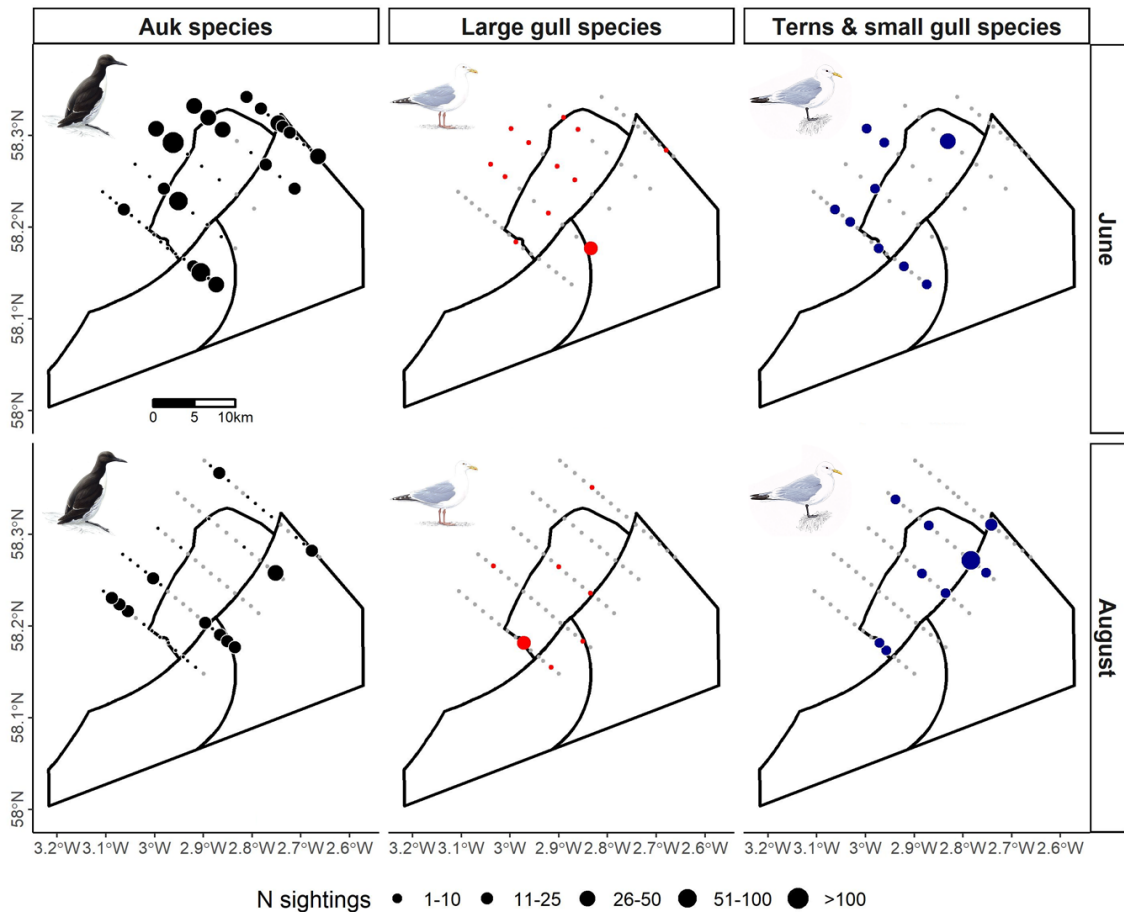 Auk species
Large gull species
Terns & small gull species
58.3°N
58.2°N
58.1°N
58°N
0 5 10km
June
58.3°N
58.2°N
58.1°N
58°N
August
3.2°W 3.1°W 3°W 2.9°W 2.8°W 2.7°W 2.6°W
3.2°W 3.1°W 3°W 2.9°W 2.8°W 2.7°W 2.6°W
3.2°W 3.1°W 3°W 2.9°W 2.8°W 2.7°W 2.6°W
N sightings 1-10 11-25 26-50 51-100 >100